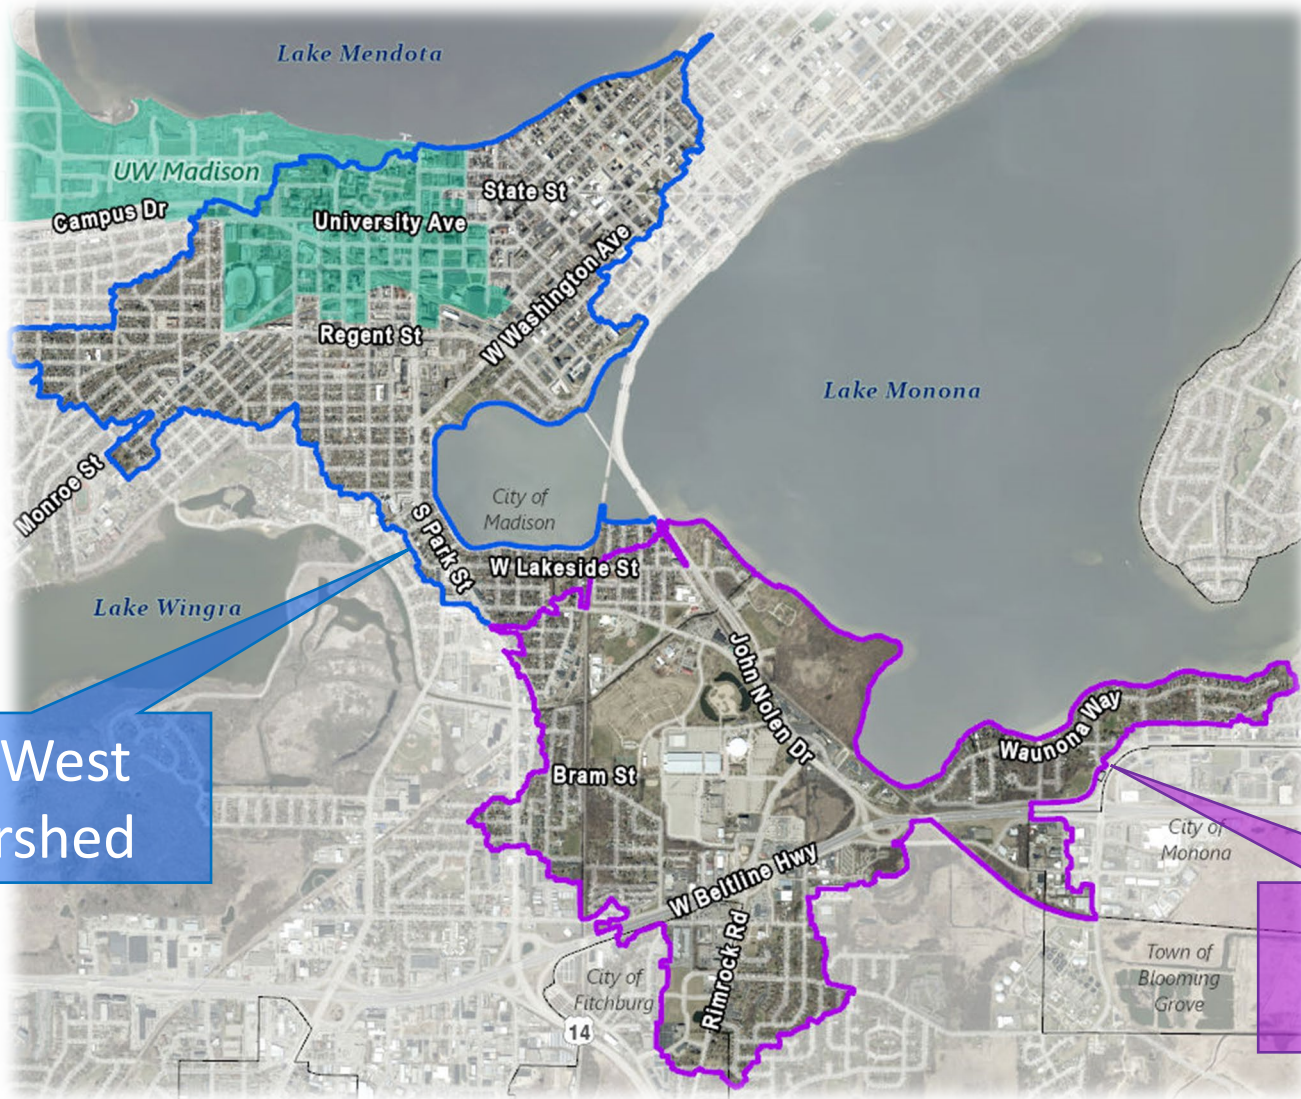 Lake Mendota
UW Madison
State St
Campus Dr
University Ave
W Washington Ave
Regent St
Lake Monona
Monroe St
City of
Madison
S Park St
W Lakeside St
Lake Wingra
John Nolen Dr
Waunona Way
West
Bram St
rshed
City of
Monona
W Beltline Hwy
Rimrock Rd
City of
Fitchburg
Town of
Blooming
Grove
14